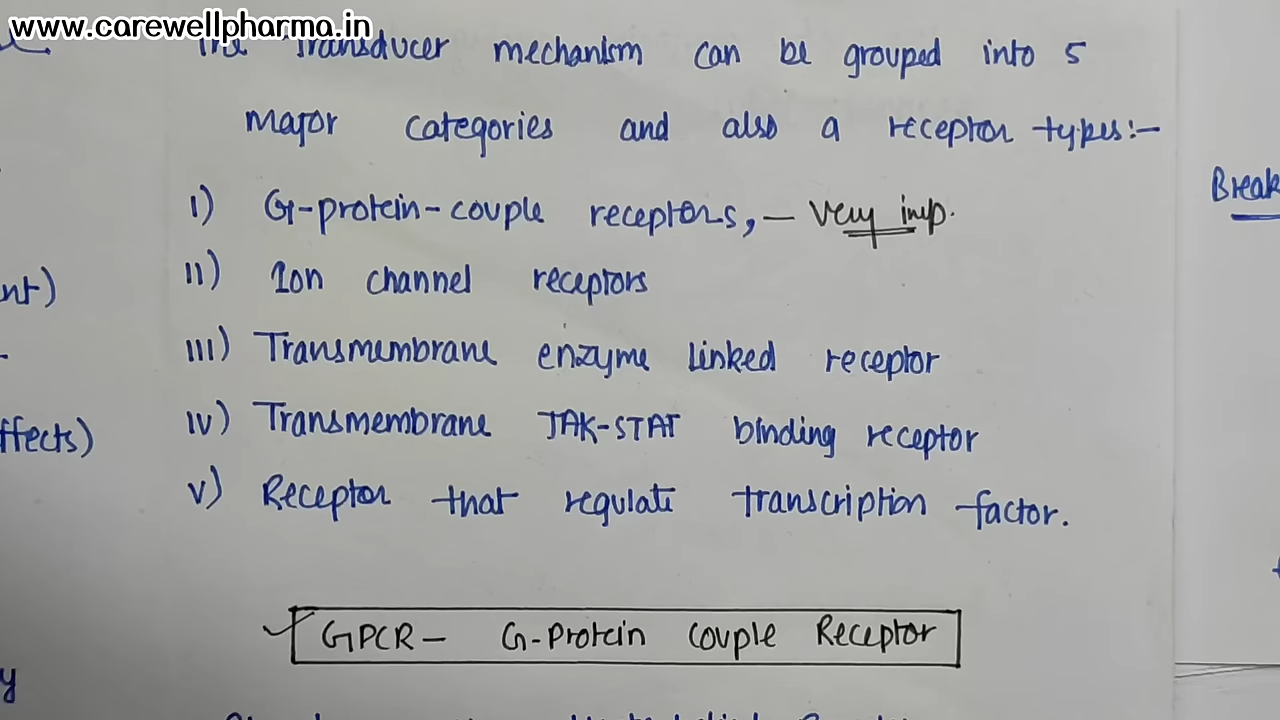 www.carewellpharma.in
The Transducer mechanism can be grouped into 5
major categories and also a receptor types:-
i) G-protein-couple receptors, - Very imp.
ii) Ion channel receptors
iii) Transmembrane enzyme linked receptor
iv) Transmembrane JAK-STAT binding receptor
v) Receptor that regulate transcription factor.
GPCR - G-Protein Couple Receptor
Break
nt)
ffects)
y